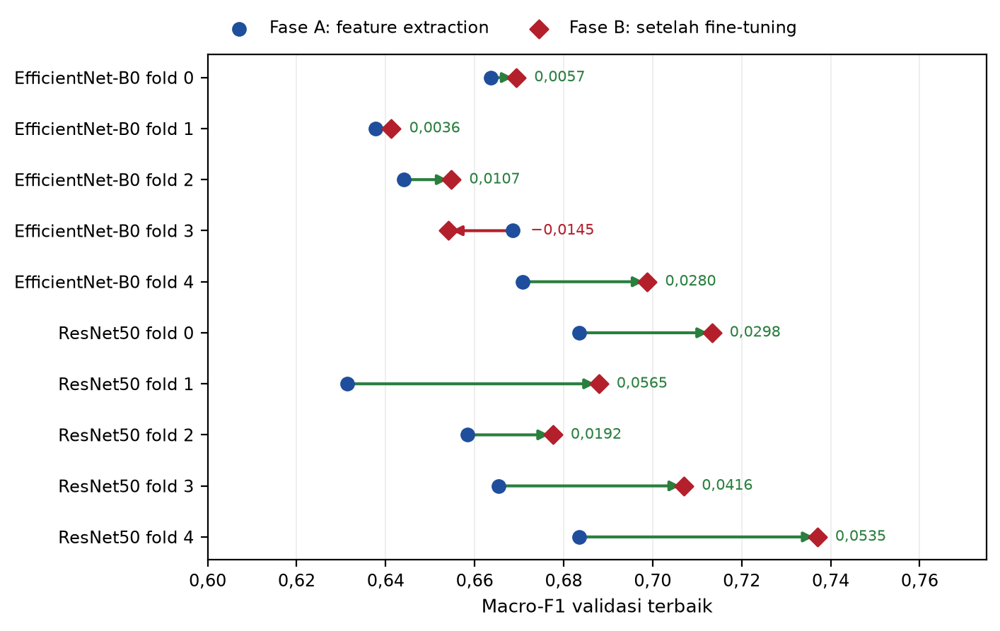 Fase A: feature extraction
Fase B: setelah fine-tuning
EfficientNet-B0 fold 0
0,0057
EfficientNet-B0 fold 1
0,0036
EfficientNet-B0 fold 2
0,0107
EfficientNet-B0 fold 3
−0,0145
EfficientNet-B0 fold 4
0,0280
ResNet50 fold 0
0,0298
ResNet50 fold 1
0,0565
ResNet50 fold 2
0,0192
ResNet50 fold 3
0,0416
ResNet50 fold 4
0,0535
0,60 0,62 0,64 0,66 0,68 0,70 0,72 0,74 0,76
Macro-F1 validasi terbaik